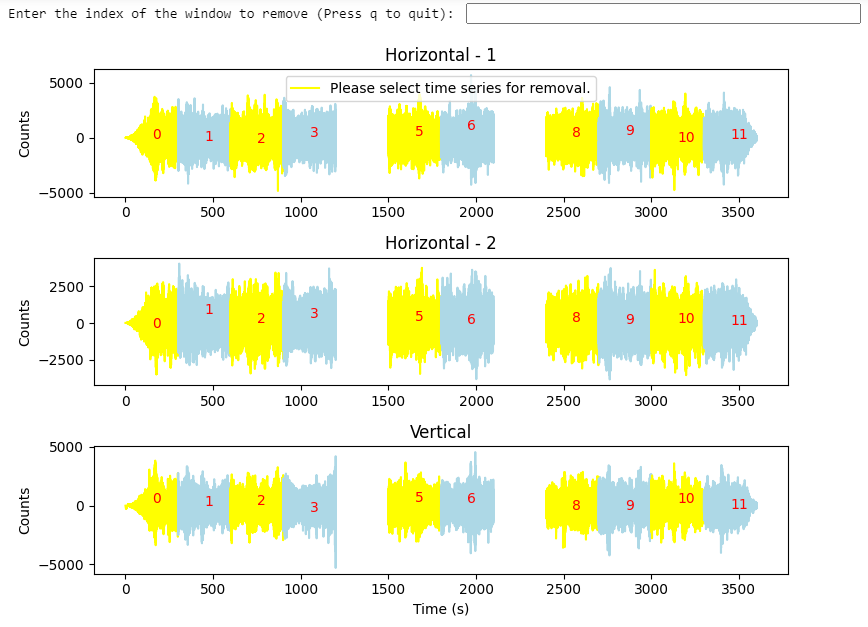 Enter the index of the window to remove (Press q to quit):
Horizontal - 1
Please select time series for removal.
Counts
5000
0
−5000
0 1 2 3 5 6 8 9 10 11
0 500 1000 1500 2000 2500 3000 3500
Horizontal - 2
Counts
2500
0
−2500
0 1 2 3 5 6 8 9 10 11
0 500 1000 1500 2000 2500 3000 3500
Vertical
Counts
5000
0
−5000
0 1 2 3 5 6 8 9 10 11
0 500 1000 1500 2000 2500 3000 3500
Time (s)